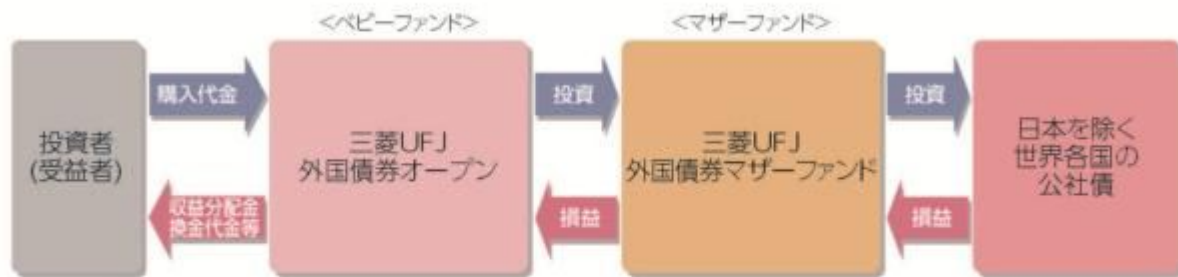 <ベビーファンド>
<マザーファンド>
投資者
(受益者)
購入代金
収益分配金
換金代金等
三菱UFJ
外国債券オープン
投資
損益
三菱UFJ
外国債券マザーファンド
投資
損益
日本を除く
世界各国の
公社債